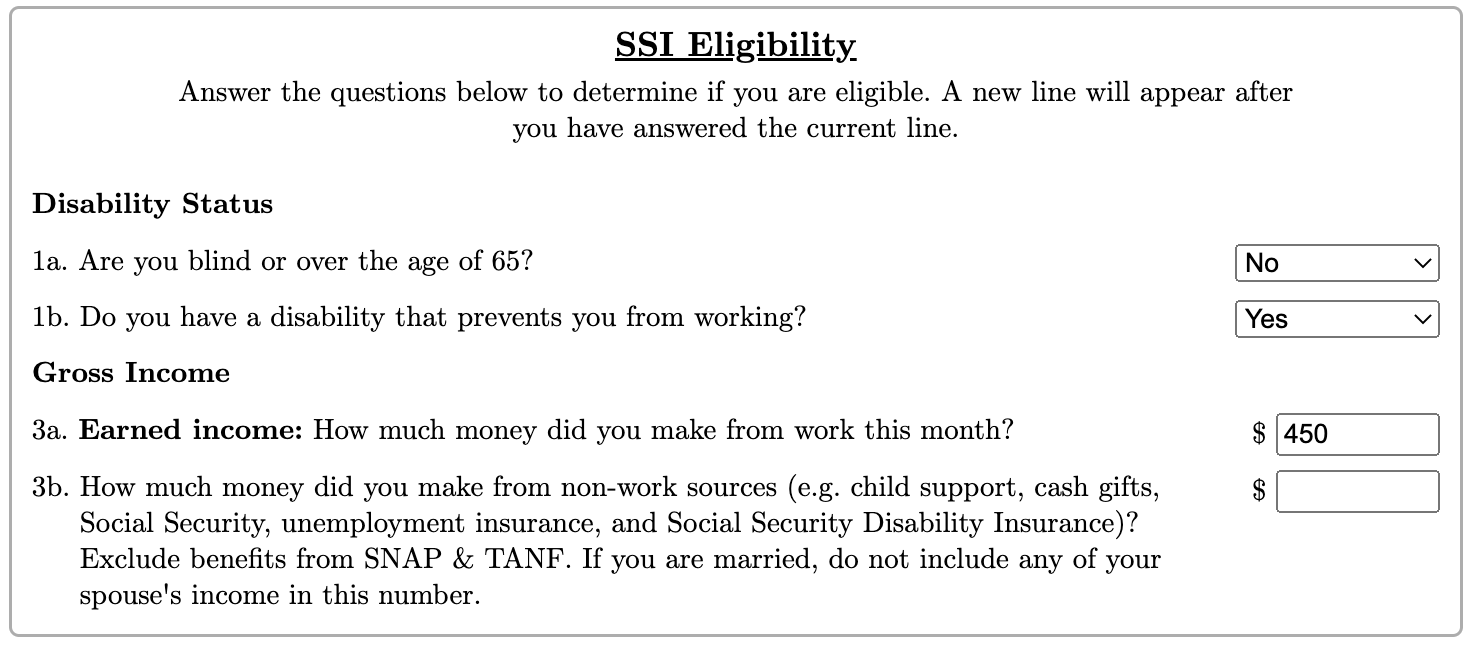 SSI Eligibility
Answer the questions below to determine if you are eligible. A new line will appear after
you have answered the current line.
Disability Status
1a. Are you blind or over the age of 65? No
1b. Do you have a disability that prevents you from working? Yes
Gross Income
3a. Earned income: How much money did you make from work this month? $ 450
3b. How much money did you make from non-work sources (e.g. child support, cash gifts, $
Social Security, unemployment insurance, and Social Security Disability Insurance)?
Exclude benefits from SNAP & TANF. If you are married, do not include any of your
spouse's income in this number.